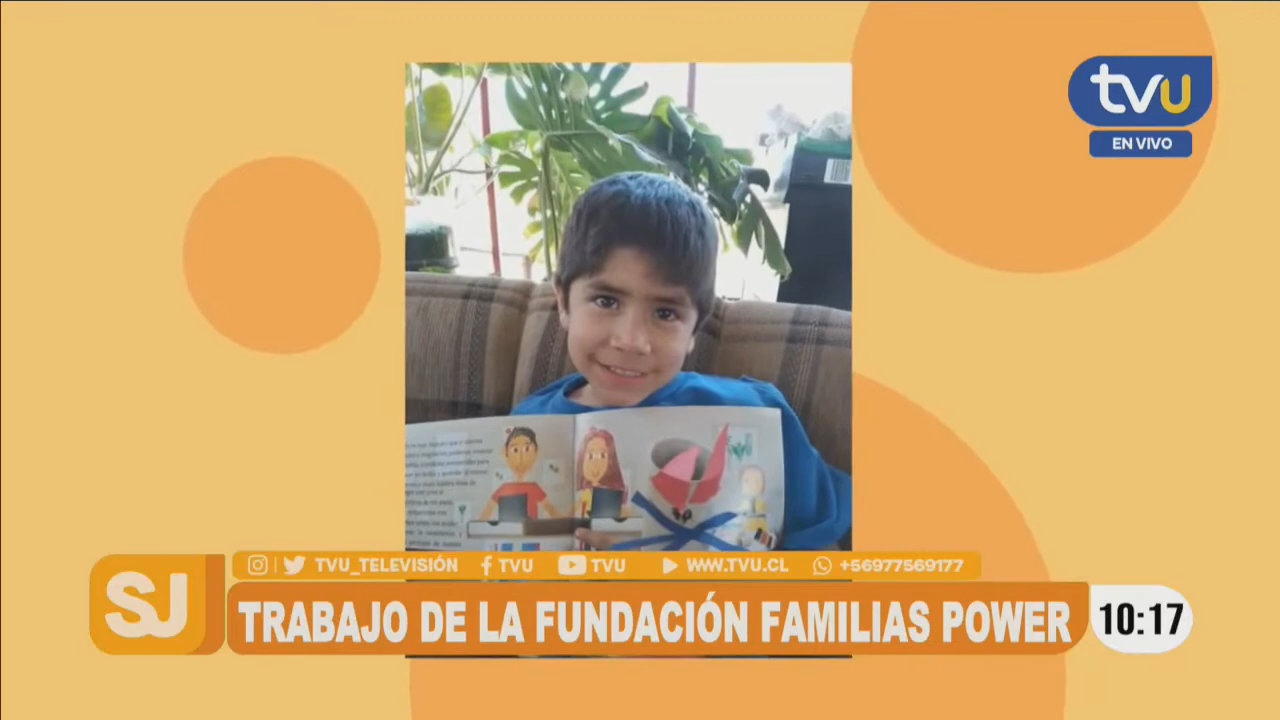 tvu
EN VIVO
TVU_TELEVISIÓN
TVU
TVU
WWW.TVU.CL
+56977569177
SJ
TRABAJO DE LA FUNDACIÓN FAMILIAS POWER
10:17